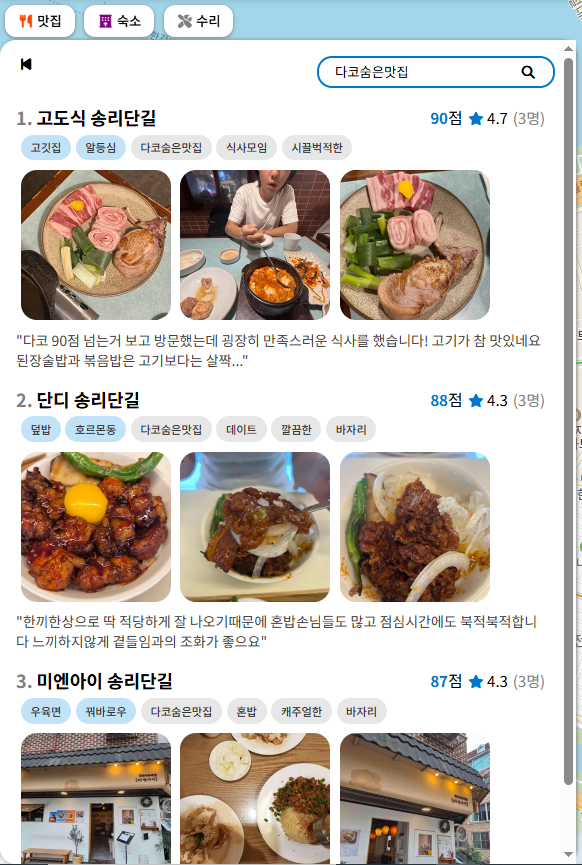 맛집 숙소 수리
다코숨은맛집
1. 고도식 송리단길 90점 4.7 (3명)
고깃집 알등심 다코숨은맛집 식사모임 시끌벅적한
"다코 90점 넘는거 보고 방문했는데 굉장히 만족스러운 식사를 했습니다! 고기가 참 맛있네요
된장술밥과 볶음밥은 고기보다는 살짝..."
2. 단디 송리단길 88점 4.3 (3명)
덮밥 호르몬동 다코숨은맛집 데이트 깔끔한 바자리
"한끼한상으로 딱 적당하게 잘 나오기때문에 혼밥손님들도 많고 점심시간에도 북적북적합니
다 느끼하지않게 곁들임과의 조화가 좋으요"
3. 미엔아이 송리단길 87점 4.3 (3명)
우육면 꿔바로우 다코숨은맛집 혼밥 캐주얼한 바자리